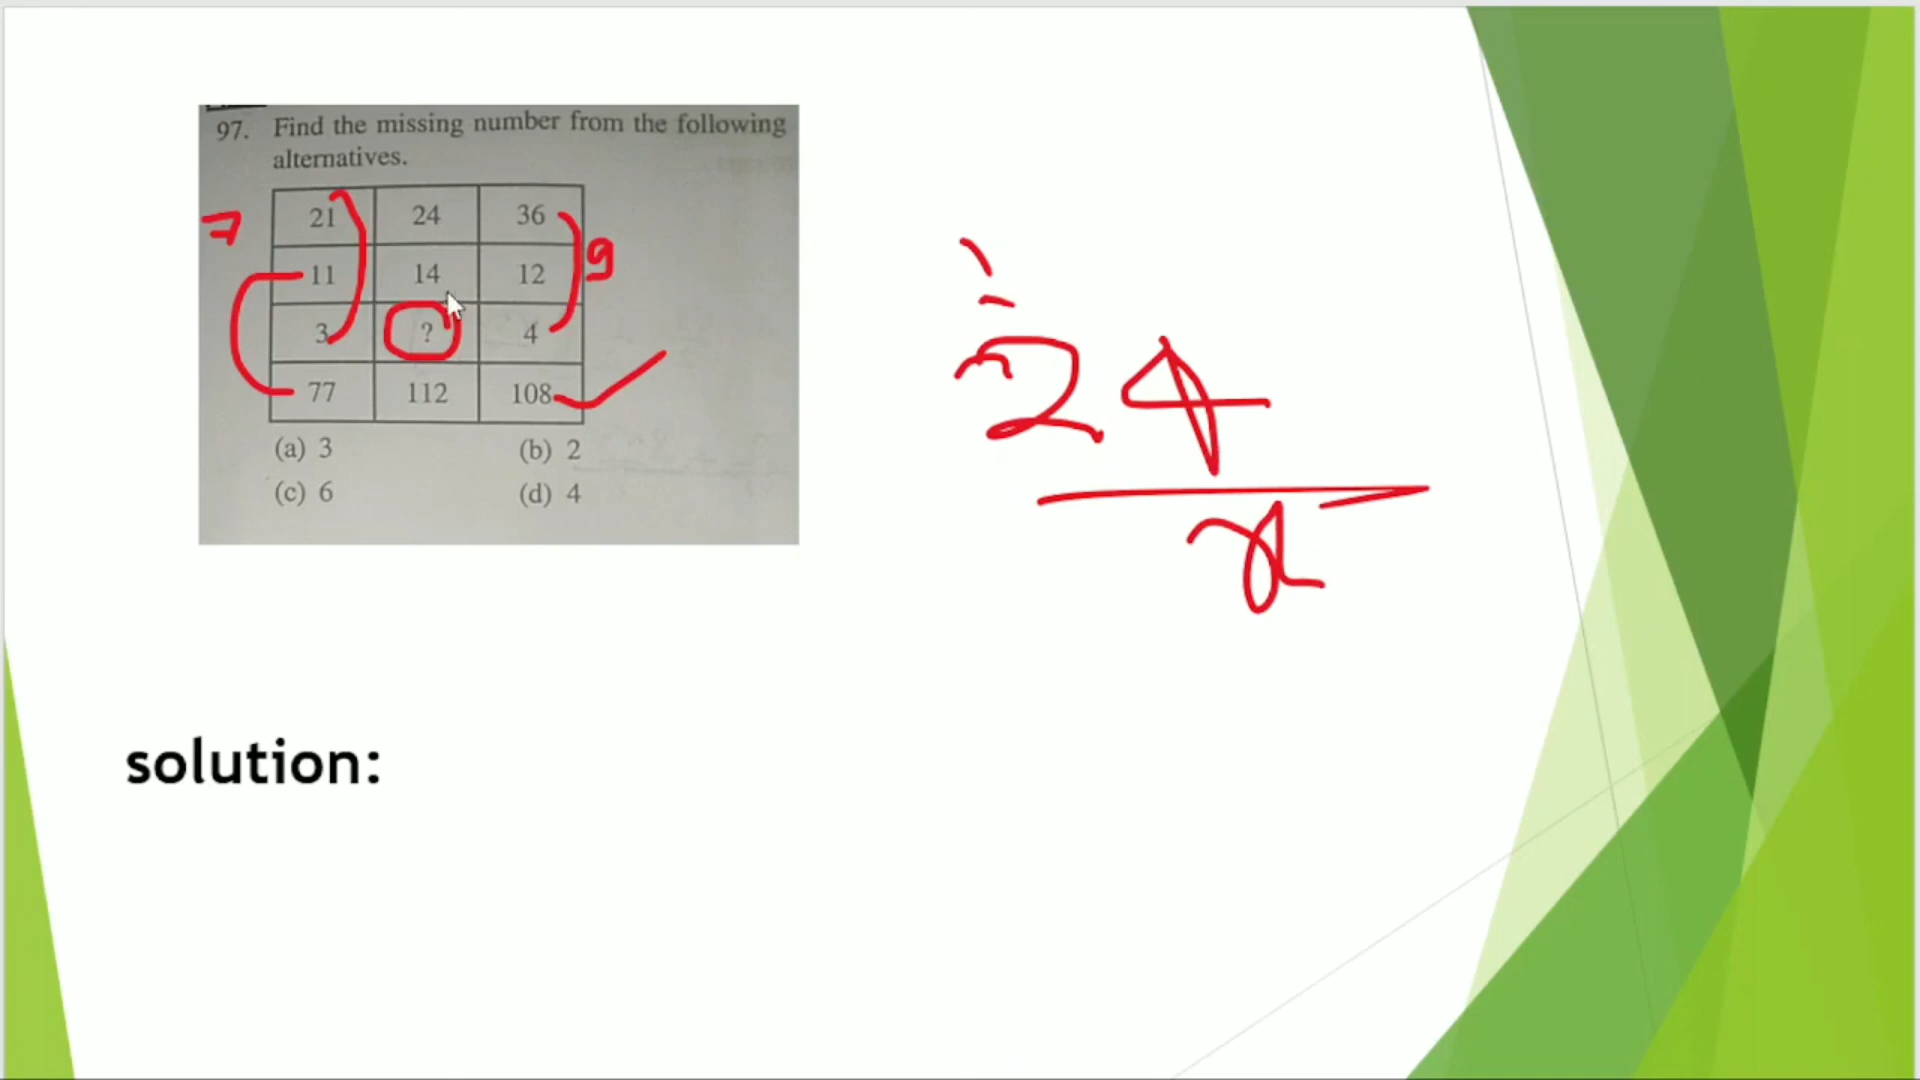 97. Find the missing number from the following
alternatives.
21 24 36
11 14 12
3 ? 4
77 112 108
(a) 3 (b) 2
(c) 6 (d) 4
7
9
24
x
solution: